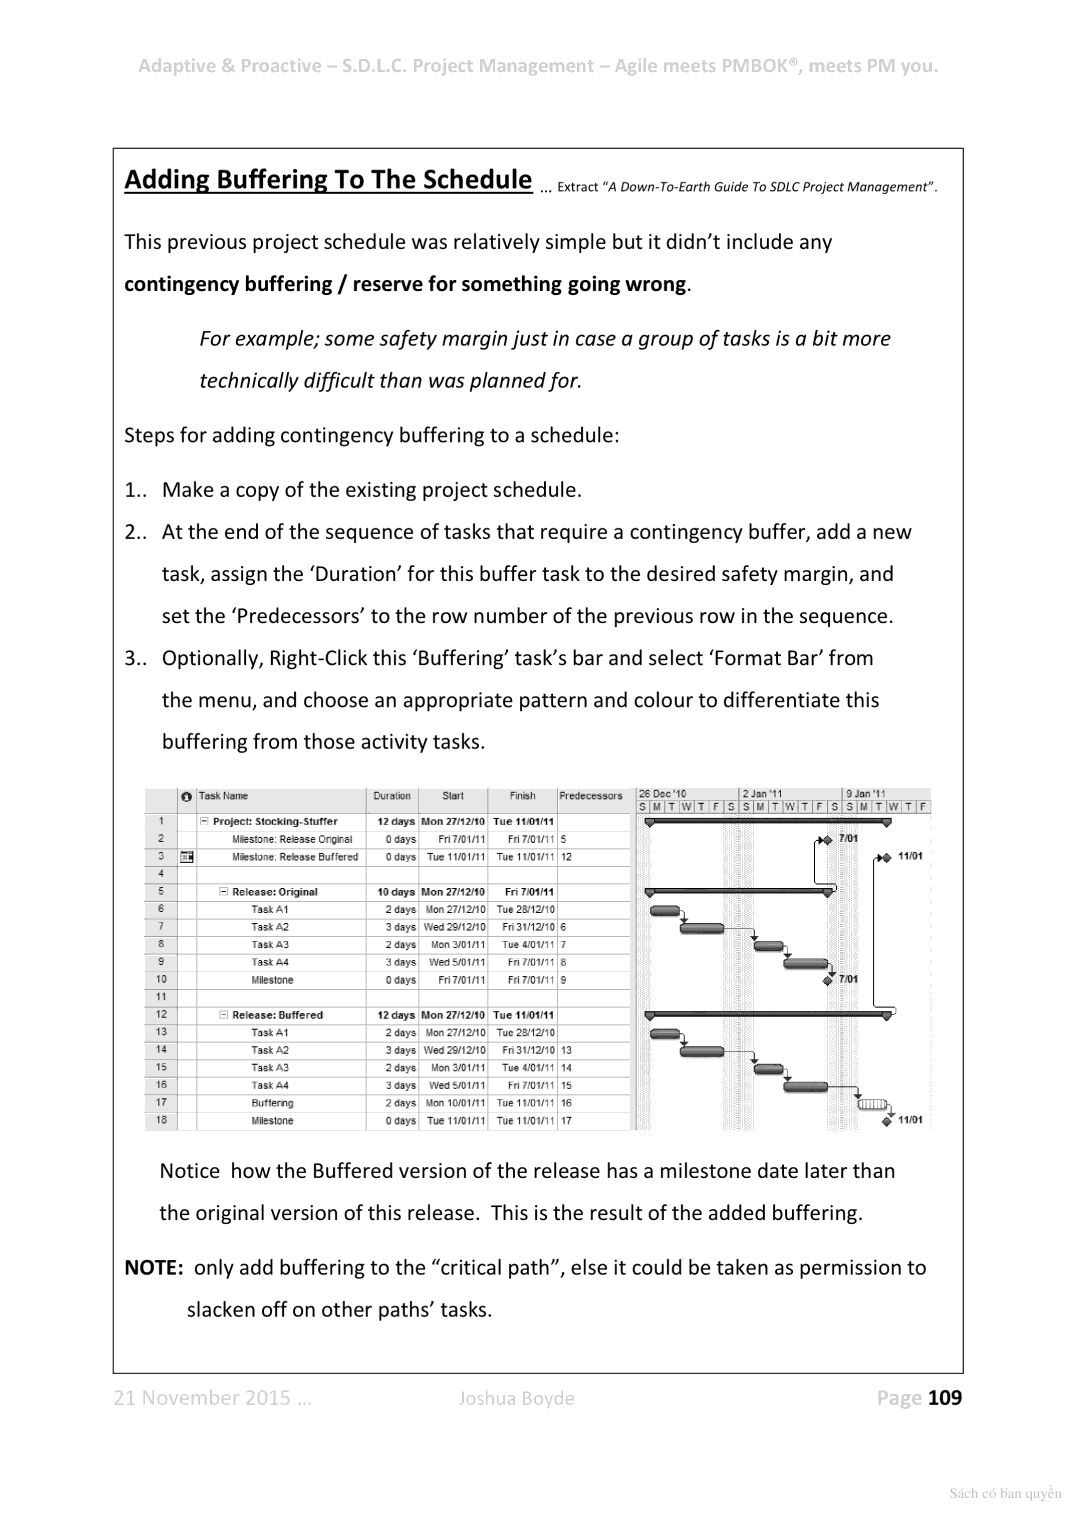 Adaptive & Proactive – S.D.L.C. Project Management – Agile meets PMBOK®, meets PM you.
Adding Buffering To The Schedule ... Extract “A Down-To-Earth Guide To SDLC Project Management”.
This previous project schedule was relatively simple but it didn’t include any
contingency buffering / reserve for something going wrong.
For example; some safety margin just in case a group of tasks is a bit more
technically difficult than was planned for.
Steps for adding contingency buffering to a schedule:
1.. Make a copy of the existing project schedule.
2.. At the end of the sequence of tasks that require a contingency buffer, add a new
task, assign the ‘Duration’ for this buffer task to the desired safety margin, and
set the ‘Predecessors’ to the row number of the previous row in the sequence.
3.. Optionally, Right-Click this ‘Buffering’ task’s bar and select ‘Format Bar’ from
the menu, and choose an appropriate pattern and colour to differentiate this
buffering from those activity tasks.
Task Name Duration Start Finish Predecessors 26 Dec '10 2 Jan '11 9 Jan '11
S M T W T F S S M T W T F S S M T W T F
1 Project: Stocking-Stuffer 12 days Mon 27/12/10 Tue 11/01/11
2 Milestone: Release Original 0 days Fri 7/01/11 Fri 7/01/11 5 7/01
3 Milestone: Release Buffered 0 days Tue 11/01/11 Tue 11/01/11 12 11/01
4
5 Release: Original 10 days Mon 27/12/10 Fri 7/01/11
6 Task A1 2 days Mon 27/12/10 Tue 28/12/10
7 Task A2 3 days Wed 29/12/10 Fri 31/12/10 6
8 Task A3 2 days Mon 3/01/11 Tue 4/01/11 7
9 Task A4 3 days Wed 5/01/11 Fri 7/01/11 8
10 Milestone 0 days Fri 7/01/11 Fri 7/01/11 9 7/01
11
12 Release: Buffered 12 days Mon 27/12/10 Tue 11/01/11
13 Task A1 2 days Mon 27/12/10 Tue 28/12/10
14 Task A2 3 days Wed 29/12/10 Fri 31/12/10 13
15 Task A3 2 days Mon 3/01/11 Tue 4/01/11 14
16 Task A4 3 days Wed 5/01/11 Fri 7/01/11 15
17 Buffering 2 days Mon 10/01/11 Tue 11/01/11 16
18 Milestone 0 days Tue 11/01/11 Tue 11/01/11 17 11/01
Notice how the Buffered version of the release has a milestone date later than
the original version of this release. This is the result of the added buffering.
NOTE: only add buffering to the “critical path”, else it could be taken as permission to
slacken off on other paths’ tasks.
21 November 2015 ... Joshua Boyde Page 109
Sách có bản quyền